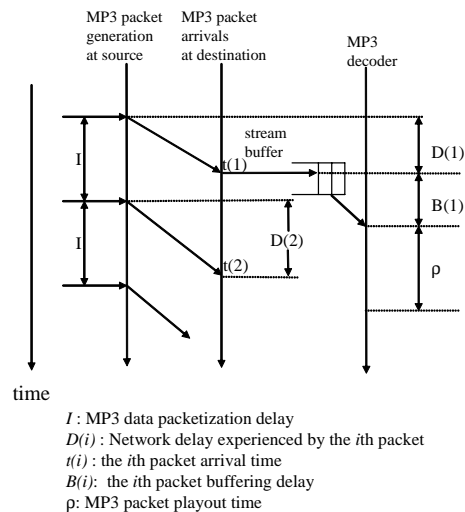 MP3 packet
generation
at source
MP3 packet
arrivals
at destination
MP3
decoder
stream
buffer
I
t(1)
D(1)
B(1)
I
D(2)
t(2)
ρ
time
I : MP3 data packetization delay
D(i) : Network delay experienced by the ith packet
t(i) : the ith packet arrival time
B(i): the ith packet buffering delay
ρ: MP3 packet playout time